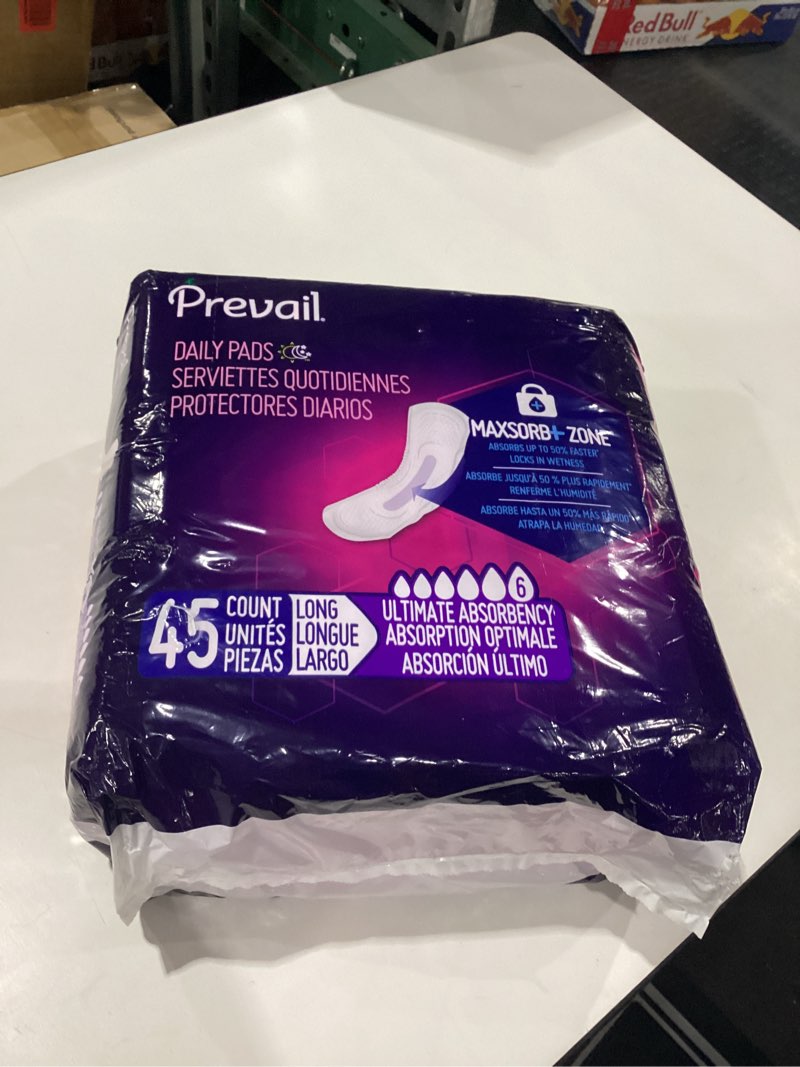 Red Bull
ENERGY DRINK
Prevail
DAILY PADS
SERVIETTES QUOTIDIENNES
PROTECTORES DIARIOS
MAXSORB+ ZONE
ABSORBS UP TO 50% FASTER*
LOCKS IN WETNESS
ABSORBE JUSQU'À 50 % PLUS RAPIDEMENT*
RENFERME L'HUMIDITÉ
ABSORBE HASTA UN 50% MÁS RÁPIDO*
ATRAPA LA HUMEDAD
6
45 COUNT
UNITÉS
PIEZAS
LONG
LONGUE
LARGO
ULTIMATE ABSORBENCY
ABSORPTION OPTIMALE
ABSORCIÓN ÚLTIMO